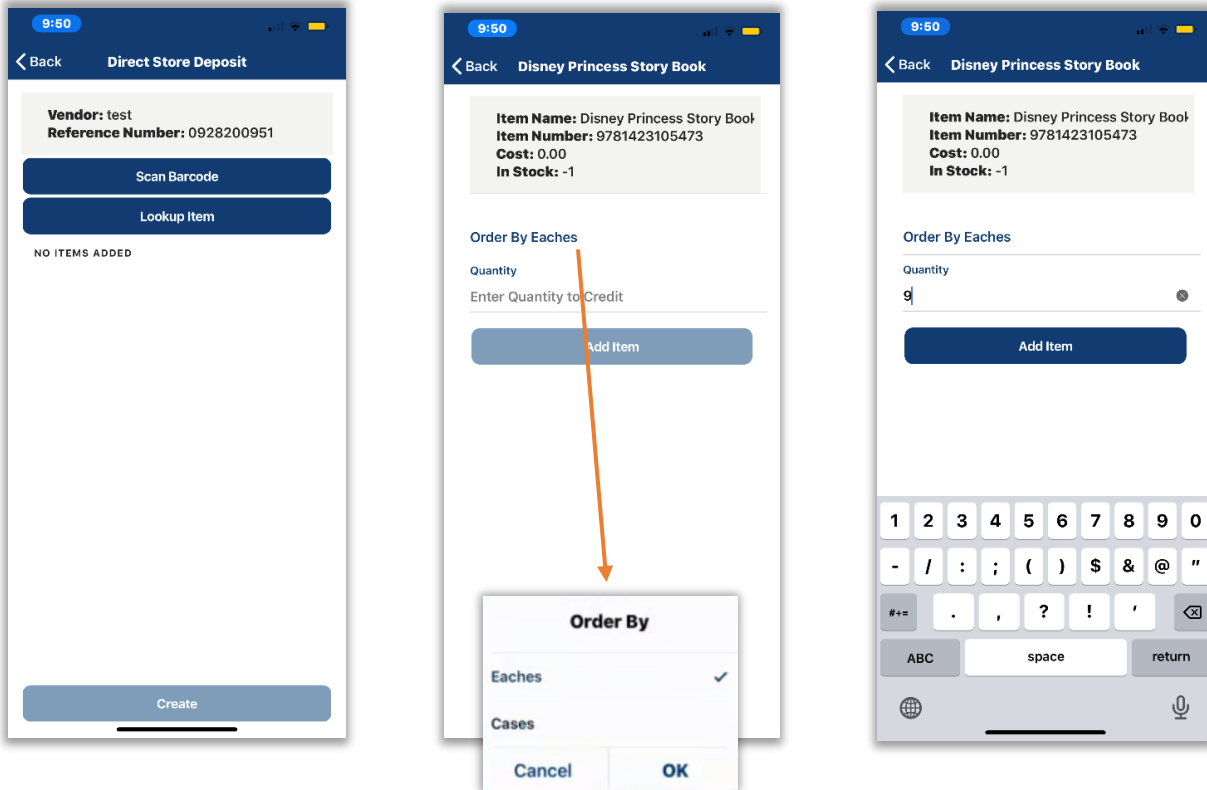 9:50
Back Direct Store Deposit
Vendor: test
Reference Number: 0928200951
Scan Barcode
Lookup Item
NO ITEMS ADDED
Create
9:50
Back Disney Princess Story Book
Item Name: Disney Princess Story Book
Item Number: 9781423105473
Cost: 0.00
In Stock: -1
Order By Eaches
Quantity
Enter Quantity to Credit
Add Item
Order By
Eaches
Cases
Cancel OK
9:50
Back Disney Princess Story Book
Item Name: Disney Princess Story Book
Item Number: 9781423105473
Cost: 0.00
In Stock: -1
Order By Eaches
Quantity
9
Add Item
1 2 3 4 5 6 7 8 9 0
- / : ; ( ) $ & @ "
#+= . , ? ! '
ABC space return